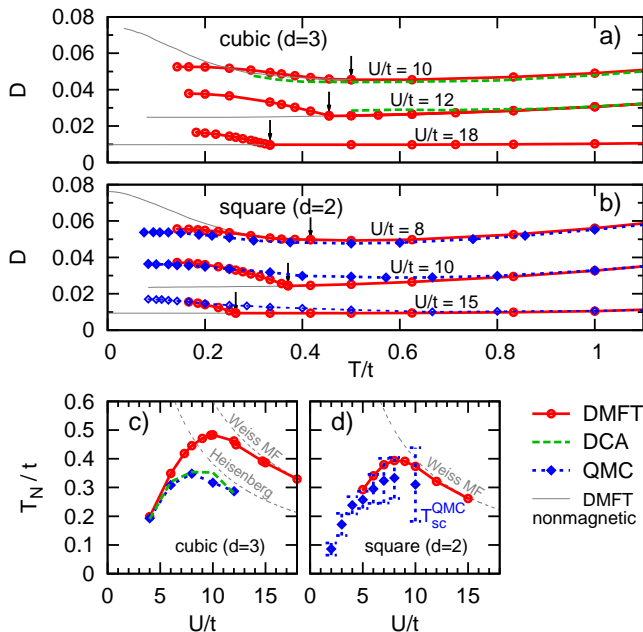 0.08
0.06
0.04
0.02
0
D
cubic (d=3)
a)
U/t = 10
U/t = 12
U/t = 18
0.08
0.06
0.04
0.02
0
D
square (d=2)
b)
U/t = 8
U/t = 10
U/t = 15
0 0.2 0.4 0.6 0.8 1
T/t
0.6
0.5
0.4
0.3
0.2
0.1
0
T_N / t
c)
Weiss MF
Heisenberg
cubic (d=3)
0 5 10 15
U/t
d)
Weiss MF
T_sc^QMC
square (d=2)
0 5 10 15
U/t
DMFT
DCA
QMC
DMFT
nonmagnetic